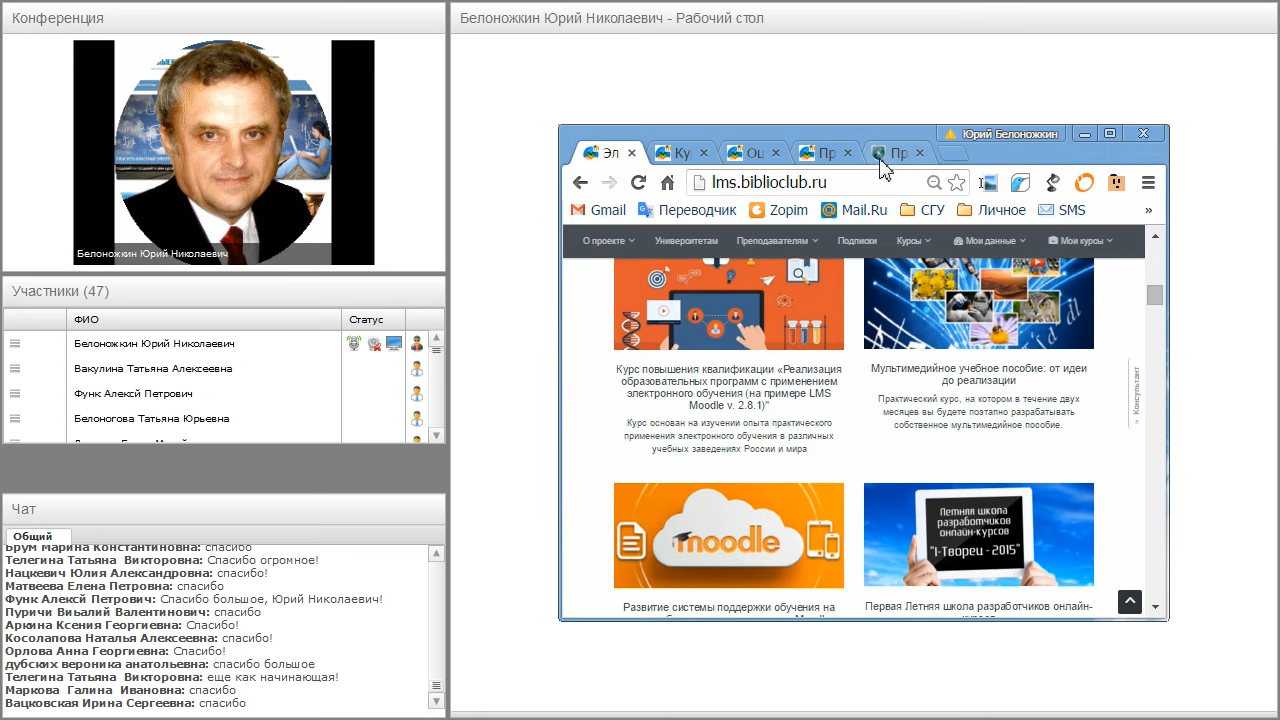 Конференция
Белоножкин Юрий Николаевич
Участники (47)
ФИО
Статус
Белоножкин Юрий Николаевич
Вакулина Татьяна Алексеевна
Функ Алексй Петрович
Белоногова Татьяна Юрьевна
Чат
Общий
Брум Марина Константиновна: спасибо
Телегина Татьяна Викторовна: Спасибо огромное!
Нацкевич Юлия Александровна: спасибо!
Матвеева Елена Петровна: спасибо
Функ Алексй Петрович: Спасибо большое, Юрий Николаевич!
Пуричи Виьалий Валентинович: спасибо
Аркина Ксения Георгиевна: Спасибо!
Косолапова Наталья Алексеевна: спасибо!
Орлова Анна Георгиевна: Спасибо!
дубских вероника анатольевна: спасибо большое
Телегина Татьяна Викторовна: еще как начинающая!
Маркова Галина Ивановна: спасибо
Вацковская Ирина Сергеевна: спасибо
Белоножкин Юрий Николаевич - Рабочий стол
Юрий Белоножкин
Эл
Ку
Оц
Пр
Пр
lms.biblioclub.ru
Gmail
Переводчик
Zopim
Mail.Ru
СГУ
Личное
SMS
»
О проекте
Университетам
Преподавателям
Подписки
Курсы
Мои данные
Мои курсы
Курс повышения квалификации «Реализация
образовательных программ с применением
электронного обучения (на примере LMS
Moodle v. 2.8.1)"
Курс основан на изучении опыта практического
применения электронного обучения в различных
учебных заведениях России и мира
Мультимедийное учебное пособие: от идеи
до реализации
Практический курс, на котором в течение двух
месяцев вы будете поэтапно разрабатывать
собственное мультимедийное пособие.
« Консультант
moodle
Летняя школа
разработчиков
онлайн-курсов
"I-Творец - 2015"
Развитие системы поддержки обучения на
Первая Летняя школа разработчиков онлайн-